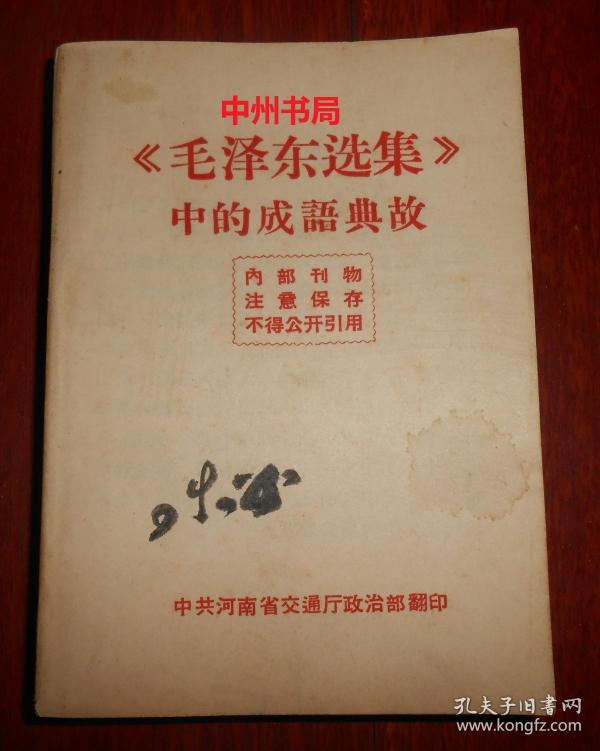 中州书局
《毛泽东选集》
中的成語典故
內部刊物
注意保存
不得公开引用
中共河南省交通厅政治部翻印
孔夫子旧书网
www.kongfz.com